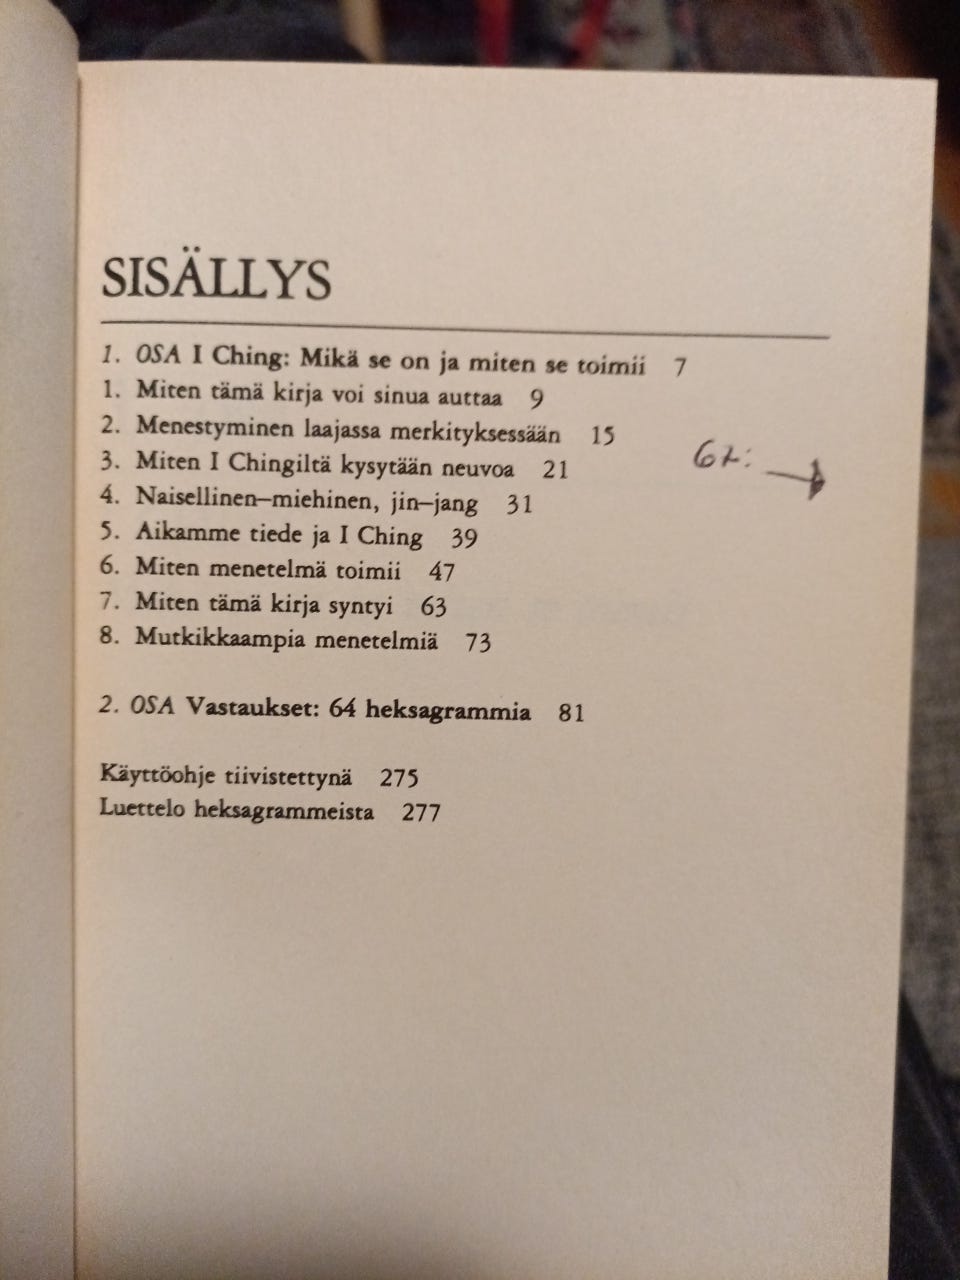 SISÄLLYS
1. OSA I Ching: Mikä se on ja miten se toimii 7
1. Miten tämä kirja voi sinua auttaa 9
2. Menestyminen laajassa merkityksessään 15
3. Miten I Chingiltä kysytään neuvoa 21
4. Naisellinen–miehinen, jin–jang 31
5. Aikamme tiede ja I Ching 39
6. Miten menetelmä toimii 47
7. Miten tämä kirja syntyi 63
8. Mutkikkaampia menetelmiä 73
2. OSA Vastaukset: 64 heksagrammia 81
Käyttöohje tiivistettynä 275
Luettelo heksagrammeista 277